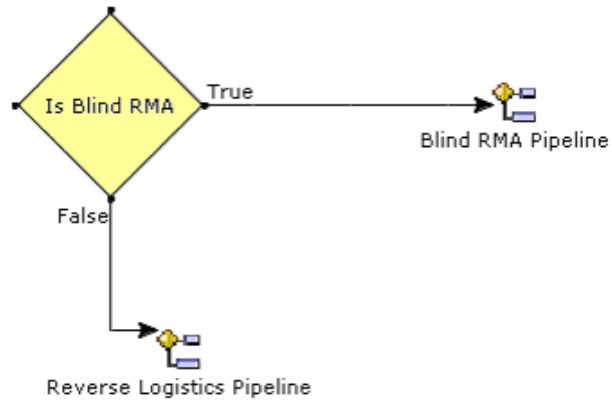 Is Blind RMA
True
Blind RMA Pipeline
False
Reverse Logistics Pipeline